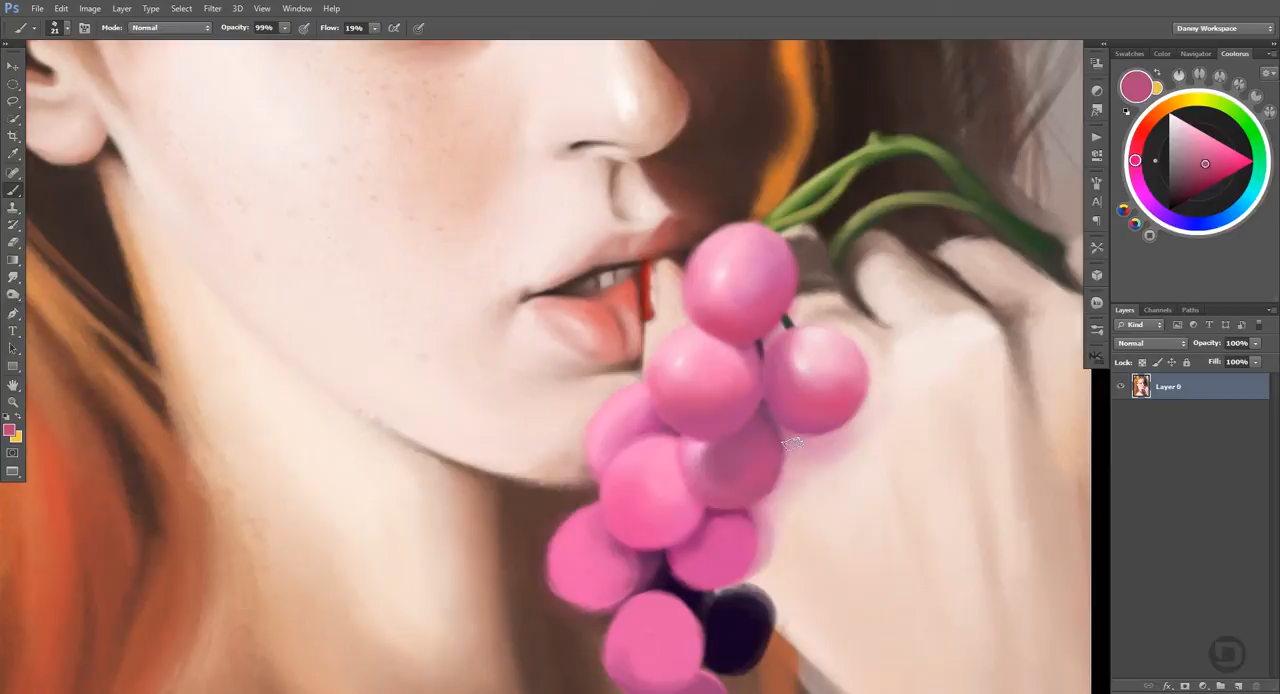 Ps File Edit Image Layer Type Select Filter 3D View Window Help
21 Mode: Normal Opacity: 99% Flow: 19% Danny Workspace
Swatches Color Navigator Coolorus
Layers Channels Paths
Kind
Normal Opacity: 100%
Lock: Fill: 100%
Layer 0